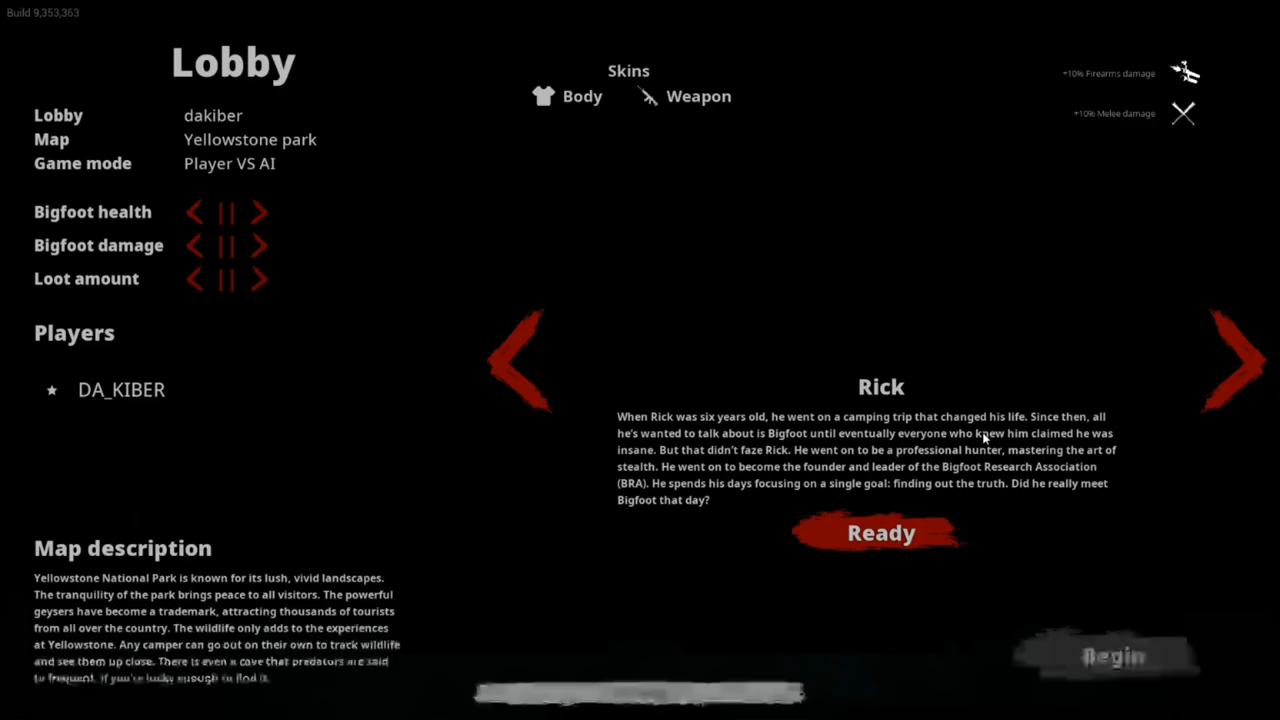 Build 9,353,363
Lobby
Lobby dakiber
Map Yellowstone park
Game mode Player VS AI
Bigfoot health
Bigfoot damage
Loot amount
Players
DA_KIBER
Map description
Yellowstone National Park is known for its lush, vivid landscapes.
The tranquility of the park brings peace to all visitors. The powerful
geysers have become a trademark, attracting thousands of tourists
from all over the country. The wildlife only adds to the experiences
at Yellowstone. Any camper can go out on their own to track wildlife
and see them up close. There is even a cave that predators are said
to frequent, if you're lucky enough to find it.
Skins
Body Weapon
+10% Firearms damage
+10% Melee damage
Rick
When Rick was six years old, he went on a camping trip that changed his life. Since then, all
he's wanted to talk about is Bigfoot until eventually everyone who knew him claimed he was
insane. But that didn't faze Rick. He went on to be a professional hunter, mastering the art of
stealth. He went on to become the founder and leader of the Bigfoot Research Association
(BRA). He spends his days focusing on a single goal: finding out the truth. Did he really meet
Bigfoot that day?
Ready
Begin